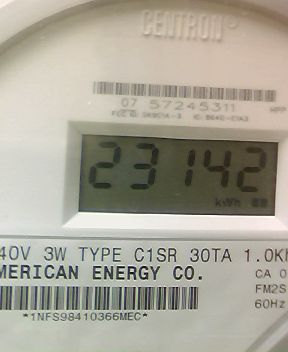 CENTRON®
07 57245311
23142
kWh
40V 3W TYPE C1SR 30TA 1.0Kh
MERICAN ENERGY CO.
CA 0
FM2S
60Hz
*1NFS98410366MEC*